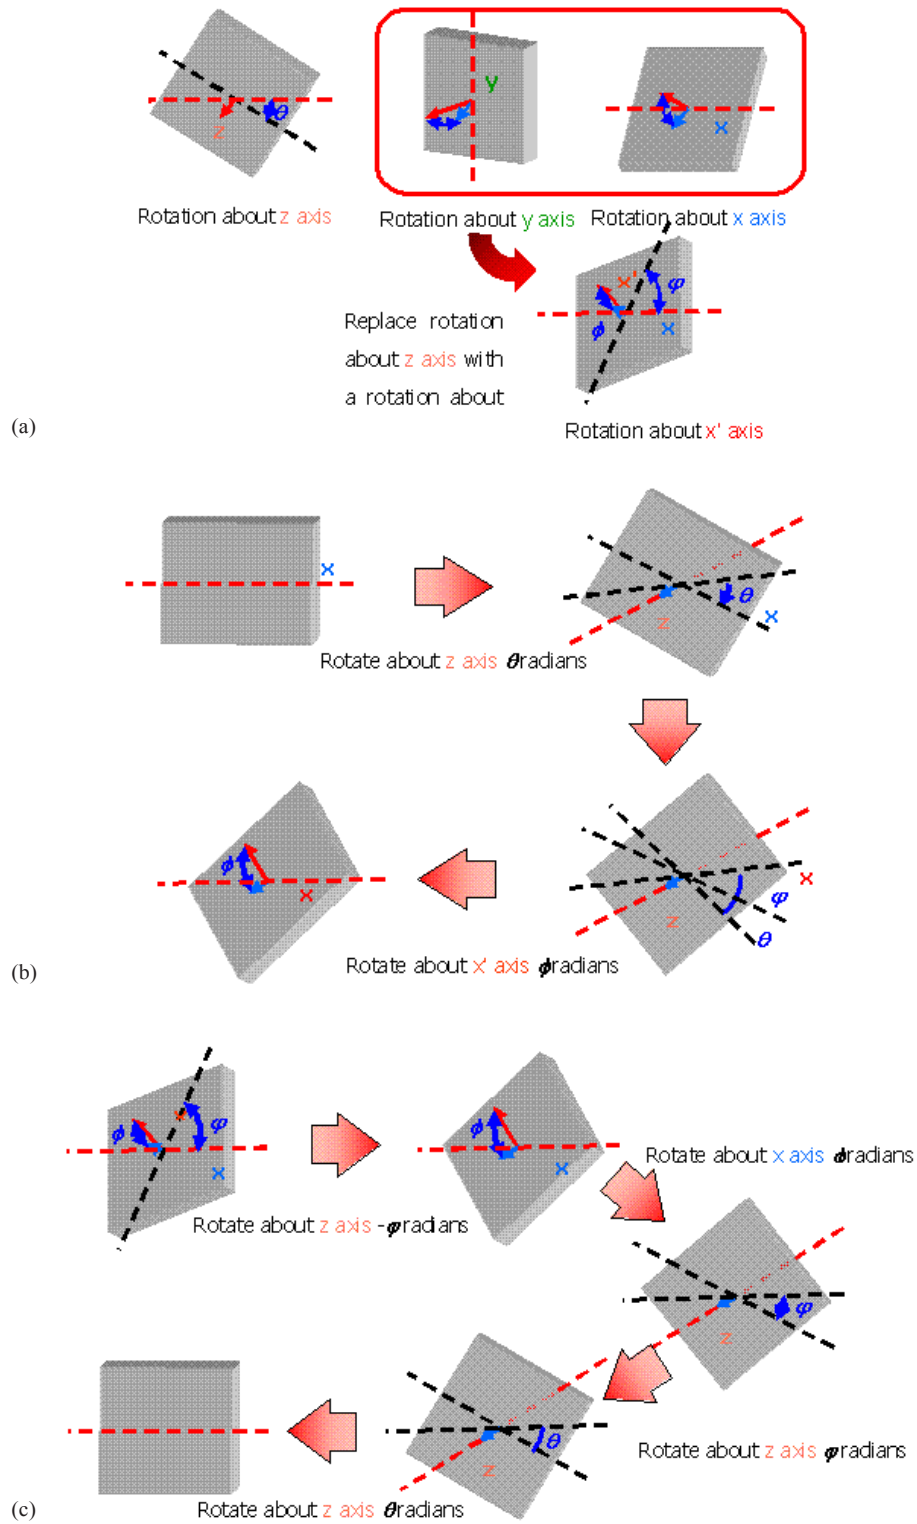 z
θ
y
x
Rotation about z axis
Rotation about y axis
Rotation about x axis
Replace rotation
about z axis with
a rotation about
x'
φ
ϕ
x
(a)
Rotation about x' axis
x
θ
x
z
Rotate about z axis θradians
ϕ
x
x
φ
z
θ
Rotate about x' axis ϕradians
(b)
ϕ
φ
x
Rotate about z axis -φradians
ϕ
x
Rotate about x axis ϕradians
φ
z
Rotate about z axis φradians
θ
z
Rotate about z axis θradians
(c)